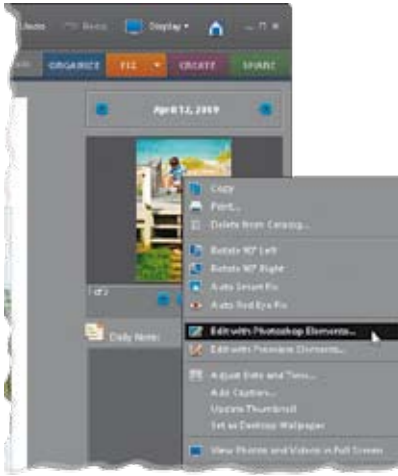 Undo Redo Display
ORGANIZE FIX CREATE SHARE
April 12, 2009
Copy
Print...
Delete from Catalog...
Rotate 90° Left
Rotate 90° Right
Auto Smart Fix
Auto Red Eye Fix
1 of 2
Edit with Photoshop Elements...
Daily Note:
Edit with Premiere Elements...
Adjust Date and Time...
Add Caption...
Update Thumbnail
Set as Desktop Wallpaper
View Photos and Videos in Full Screen